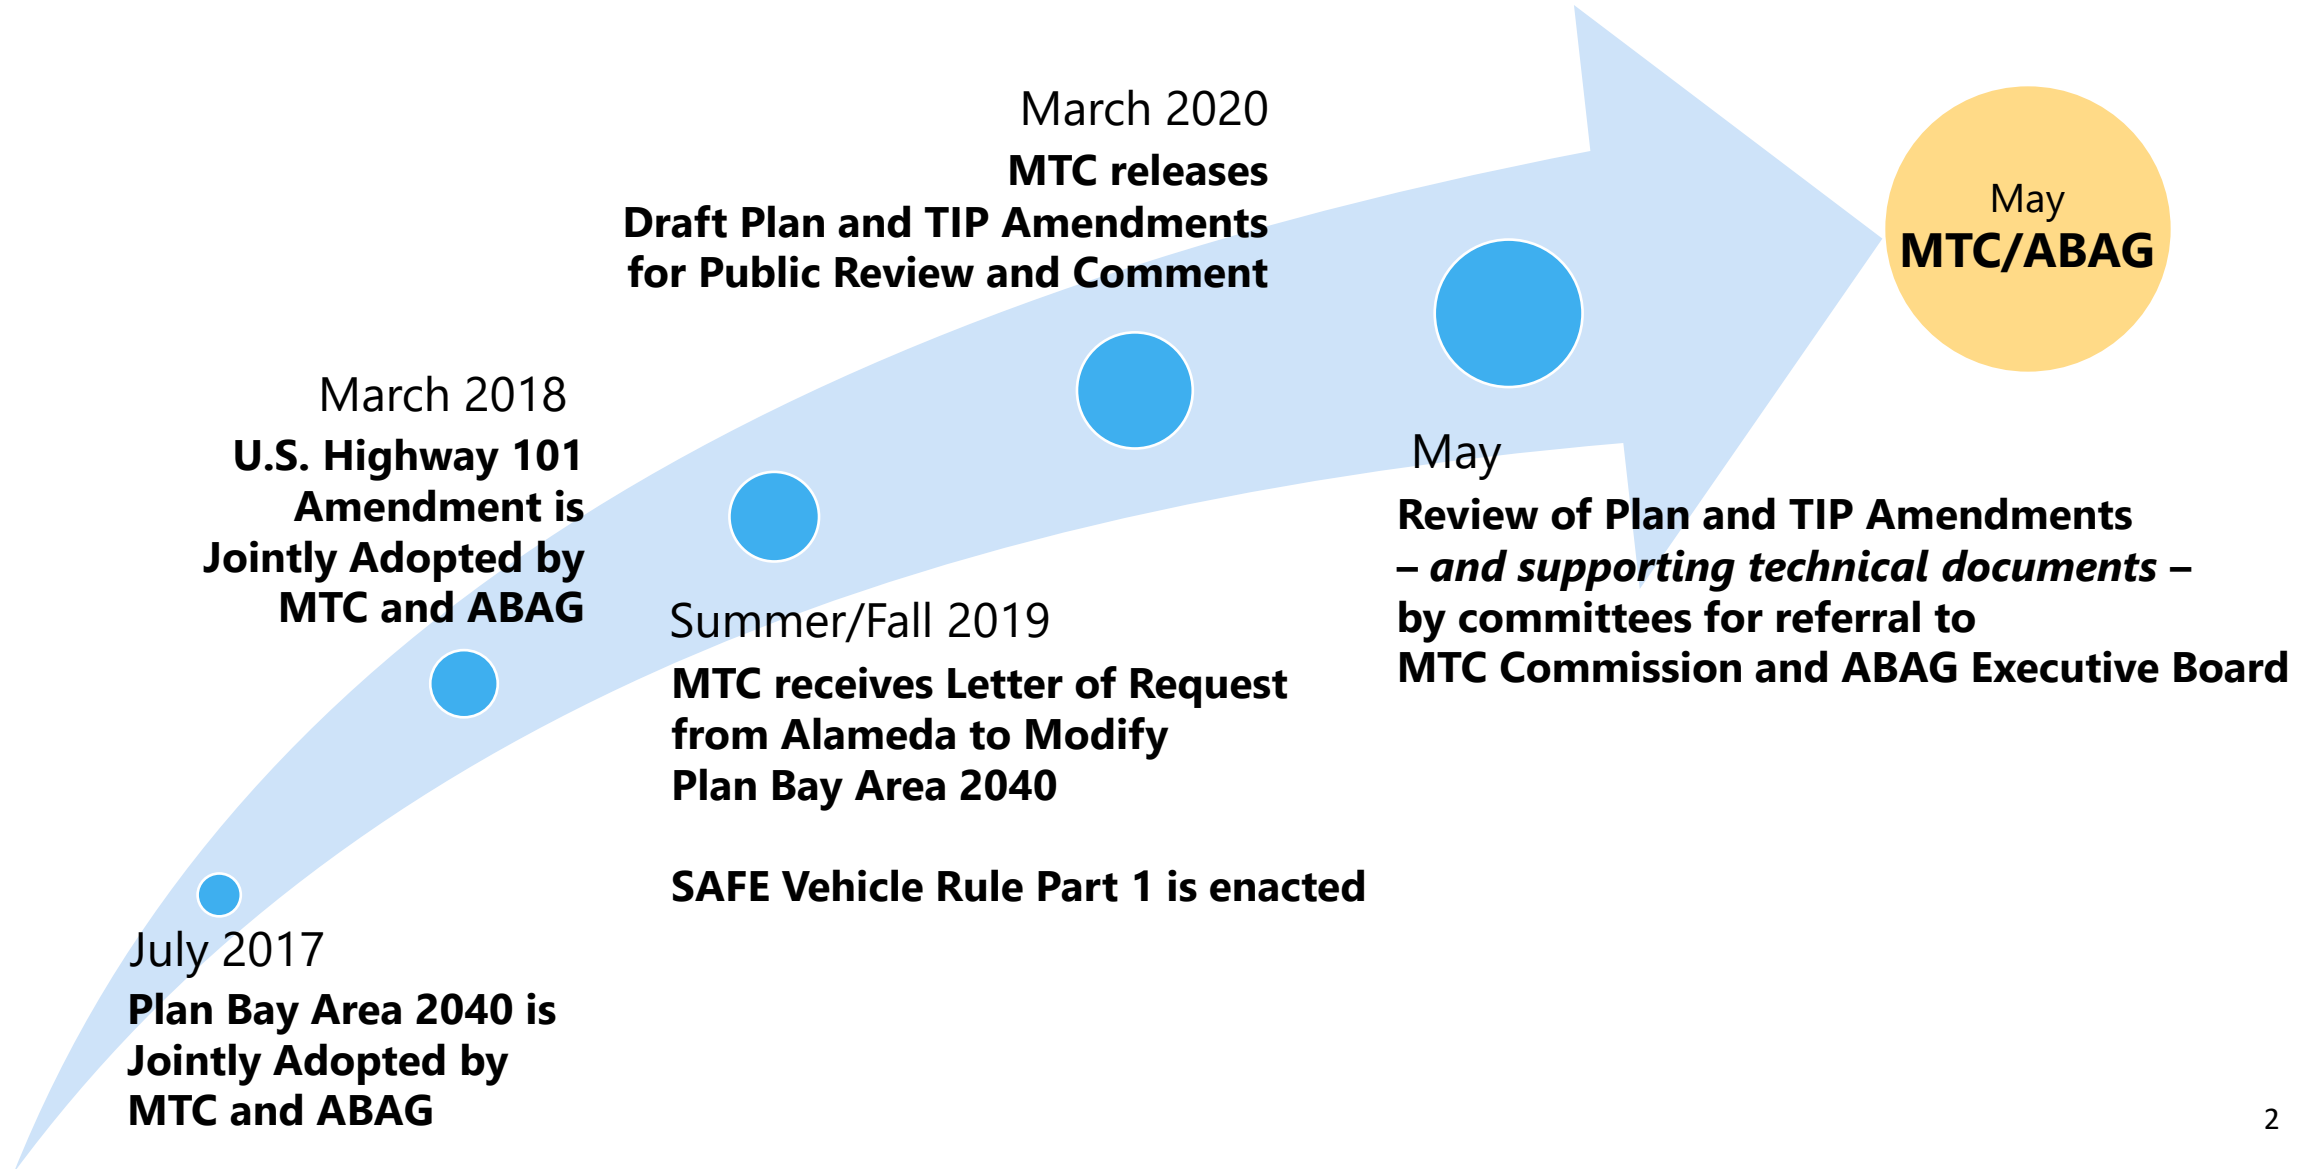 July 2017
Plan Bay Area 2040 is
Jointly Adopted by
MTC and ABAG
March 2018
U.S. Highway 101
Amendment is
Jointly Adopted by
MTC and ABAG
Summer/Fall 2019
MTC receives Letter of Request
from Alameda to Modify
Plan Bay Area 2040
SAFE Vehicle Rule Part 1 is enacted
March 2020
MTC releases
Draft Plan and TIP Amendments
for Public Review and Comment
May
Review of Plan and TIP Amendments
– and supporting technical documents –
by committees for referral to
MTC Commission and ABAG Executive Board
May
MTC/ABAG
2